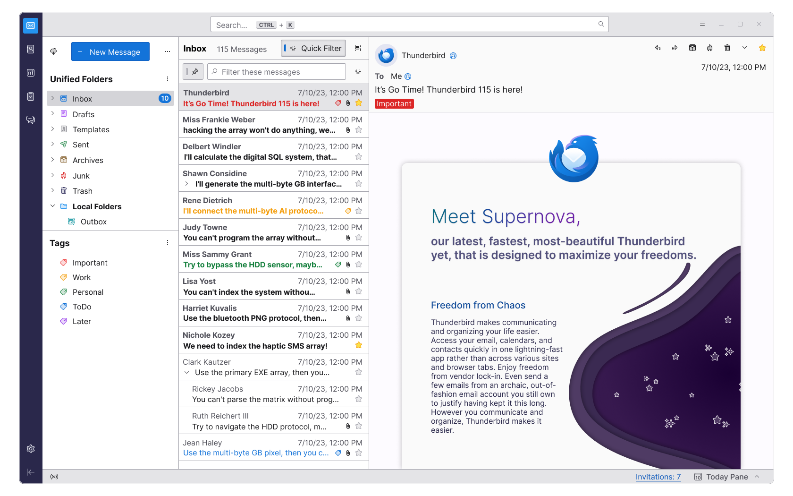 Search... CTRL + K
New Message
Unified Folders
Inbox 10
Drafts
Templates
Sent
Archives
Junk
Trash
Local Folders
Outbox
Tags
Important
Work
Personal
ToDo
Later
Inbox 115 Messages Quick Filter
Filter these messages
Thunderbird 7/10/23, 12:00 PM
It's Go Time! Thunderbird 115 is here!
Miss Frankie Weber 7/10/23, 12:00 PM
hacking the array won't do anything, we...
Delbert Windler 7/10/23, 12:00 PM
I'll calculate the digital SQL system, that...
Shawn Considine 7/10/23, 12:00 PM
I'll generate the multi-byte GB interfac...
Rene Dietrich 7/10/23, 12:00 PM
I'll connect the multi-byte AI protoco...
Judy Towne 7/10/23, 12:00 PM
You can't program the array without...
Miss Sammy Grant 7/10/23, 12:00 PM
Try to bypass the HDD sensor, mayb...
Lisa Yost 7/10/23, 12:00 PM
You can't index the system withou...
Harriet Kuvalis 7/10/23, 12:00 PM
Use the bluetooth PNG protocol, then...
Nichole Kozey 7/10/23, 12:00 PM
We need to index the haptic SMS array!
Clark Kautzer 7/10/23, 12:00 PM
Use the primary EXE array, then you...
Rickey Jacobs 7/10/23, 12:00 PM
You can't parse the matrix without prog...
Ruth Reichert III 7/10/23, 12:00 PM
Try to navigate the HDD protocol, m...
Jean Haley 7/10/23, 12:00 PM
Use the multi-byte GB pixel, then you c...
Thunderbird
7/10/23, 12:00 PM
To Me
It's Go Time! Thunderbird 115 is here!
Important
Meet Supernova,
our latest, fastest, most-beautiful Thunderbird
yet, that is designed to maximize your freedoms.
Freedom from Chaos
Thunderbird makes communicating
and organizing your life easier.
Access your email, calendars, and
contacts quickly in one lightning-fast
app rather than across various sites
and browser tabs. Enjoy freedom
from vendor lock-in. Even send a
few emails from an archaic, out-of-
fashion email account you still own
to justify having kept it this long.
However you communicate and
organize, Thunderbird makes it
easier.
Invitations: 7 Today Pane